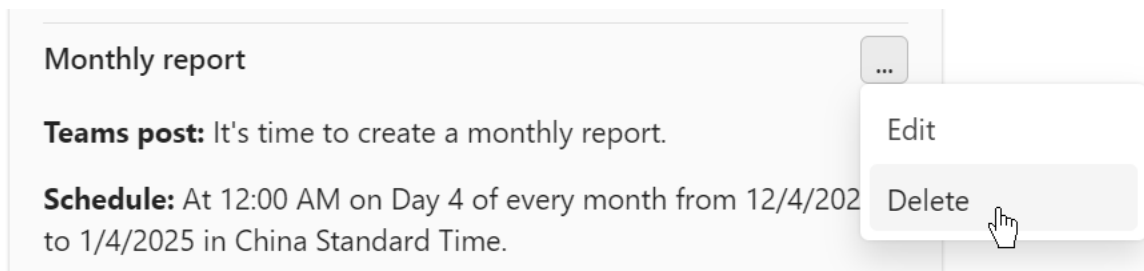 Monthly report
...
Teams post: It's time to create a monthly report.
Edit
Schedule: At 12:00 AM on Day 4 of every month from 12/4/202
Delete
to 1/4/2025 in China Standard Time.